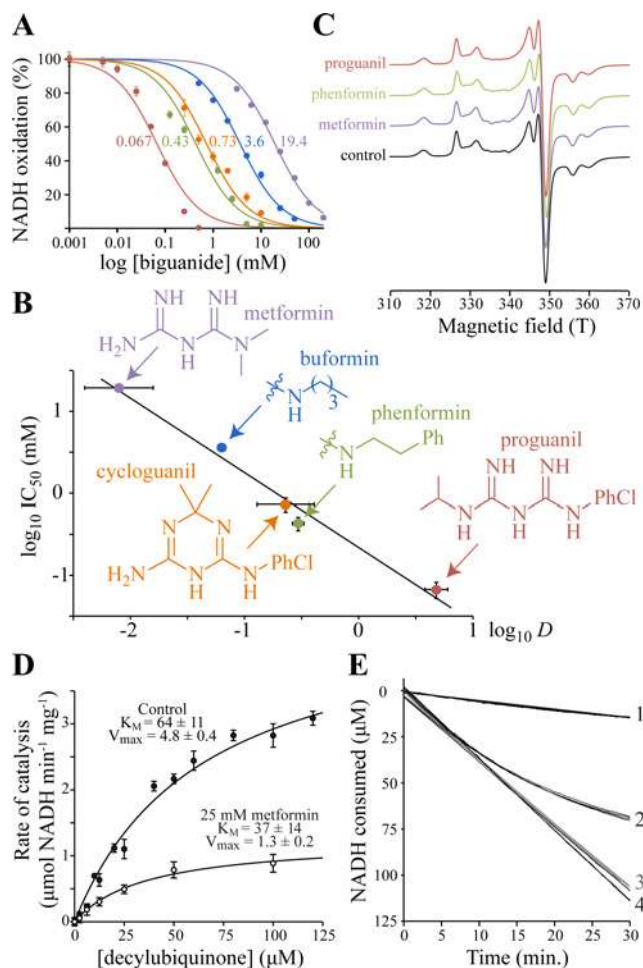 A
NADH oxidation (%)
100
80
60
40
20
0.067
0.43
0.73
3.6
19.4
0.001
0.01
0.1
1
10
100
log [biguanide] (mM)
C
proguanil
phenformin
metformin
control
310
320
330
340
350
360
370
Magnetic field (T)
B
NH NH
H₂N N H N
metformin
buformin
N H ( )3
phenformin
N H Ph
proguanil
NH NH
N H N H N H PhCl
cycloguanil
N N
H₂N N H N H PhCl
log₁₀ IC₅₀ (mM)
1
0
-1
-2
-1
0
1
log₁₀ D
D
Rate of catalysis
(µmol NADH min⁻¹ mg⁻¹)
3
2
1
0
Control
K_M = 64 ± 11
V_max = 4.8 ± 0.4
25 mM metformin
K_M = 37 ± 14
V_max = 1.3 ± 0.2
0
25
50
75
100
125
[decylubiquinone] (µM)
E
NADH consumed (µM)
0
25
50
75
100
125
1
2
3
4
0
5
10
15
20
25
30
Time (min.)